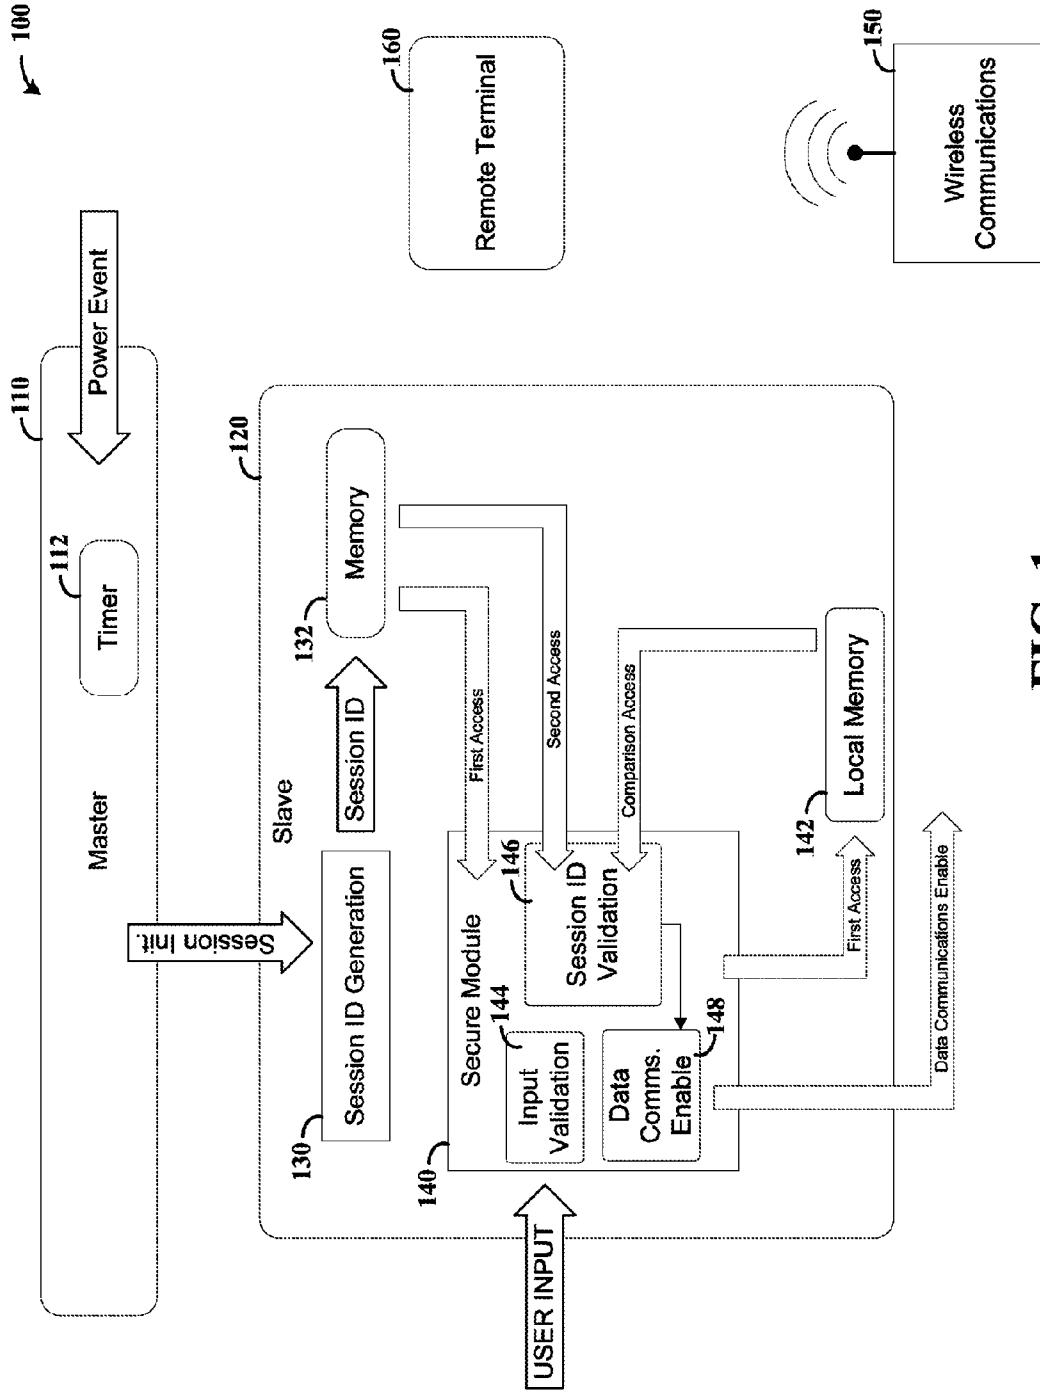 100
110
Power Event
112
Timer
Master
Session Init.
120
Slave
130
Session ID Generation
Session ID
132
Memory
First Access
Second Access
Comparison Access
140
Secure Module
144
Input
Validation
146
Session ID
Validation
148
Data
Comms.
Enable
USER INPUT
142
Local Memory
First Access
Data Communications Enable
160
Remote Terminal
150
Wireless
Communications